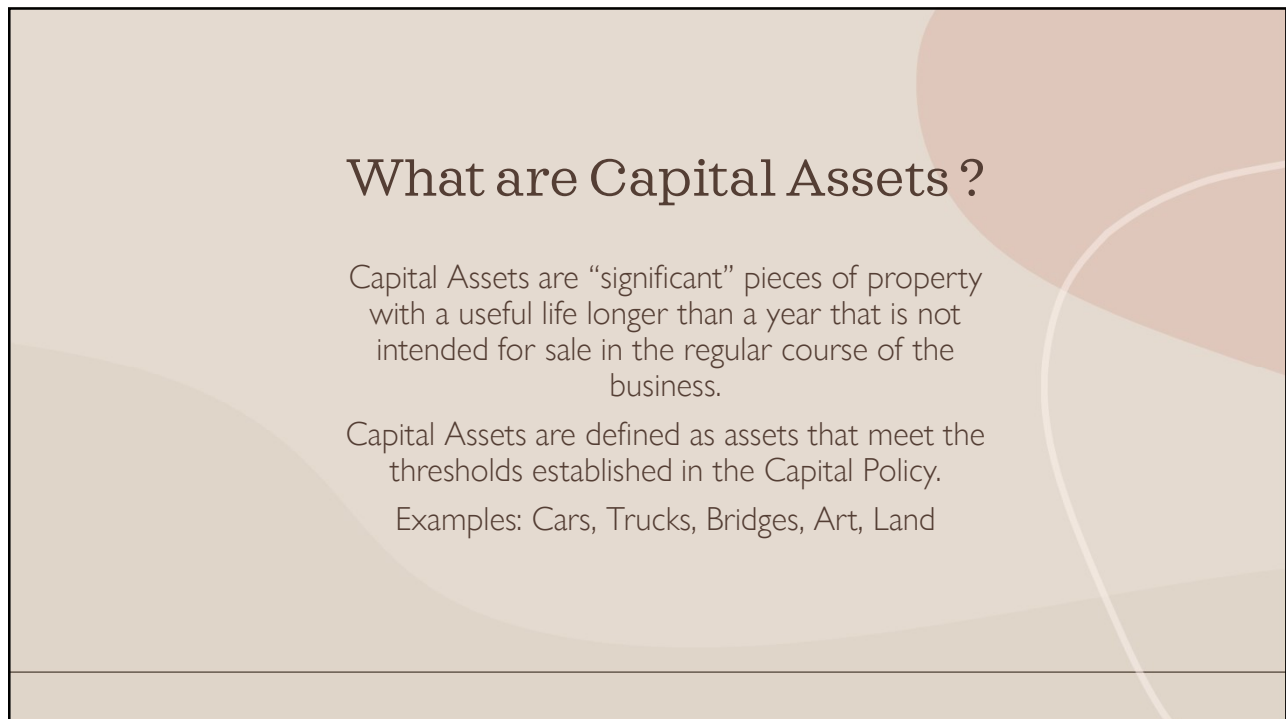 What are Capital Assets ?
Capital Assets are “significant” pieces of property
with a useful life longer than a year that is not
intended for sale in the regular course of the
business.
Capital Assets are defined as assets that meet the
thresholds established in the Capital Policy.
Examples: Cars, Trucks, Bridges, Art, Land